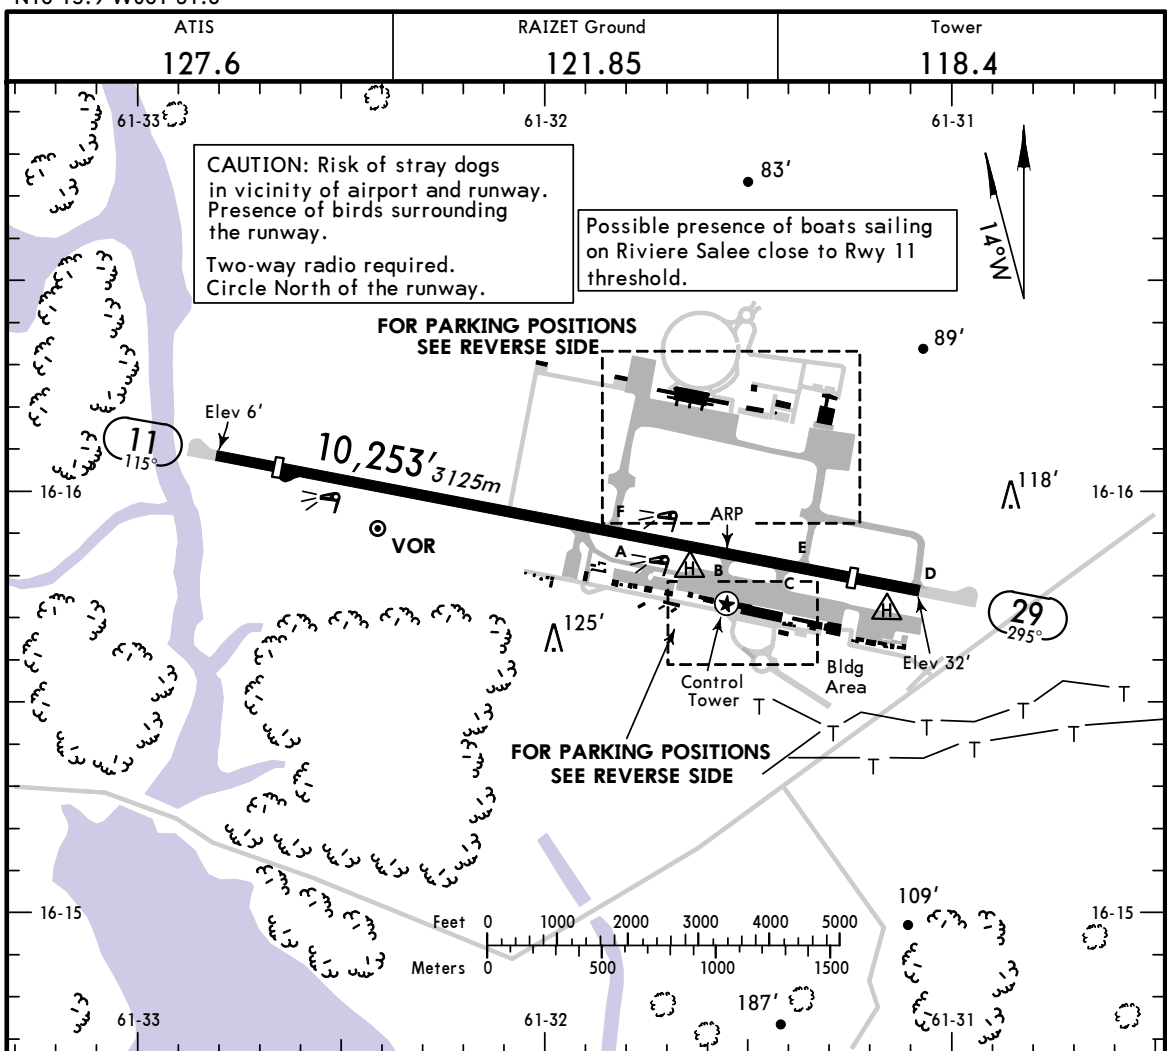 ATIS
127.6
RAIZET Ground
121.85
Tower
118.4
61-33
61-32
61-31
CAUTION: Risk of stray dogs
in vicinity of airport and runway.
Presence of birds surrounding
the runway.
Two-way radio required.
Circle North of the runway.
83'
Possible presence of boats sailing
on Riviere Salee close to Rwy 11
threshold.
14°W
FOR PARKING POSITIONS
SEE REVERSE SIDE
89'
Elev 6'
11
115°
10,253' 3125m
16-16
118'
16-16
F
ARP
VOR
A
H
B
E
C
D
H
29
295°
125'
Elev 32'
Control
Tower
Bldg
Area
T
T
T
T
T
T
T
T
FOR PARKING POSITIONS
SEE REVERSE SIDE
16-15
109'
16-15
Feet 0 1000 2000 3000 4000 5000
Meters 0 500 1000 1500
187'
61-33
61-32
61-31